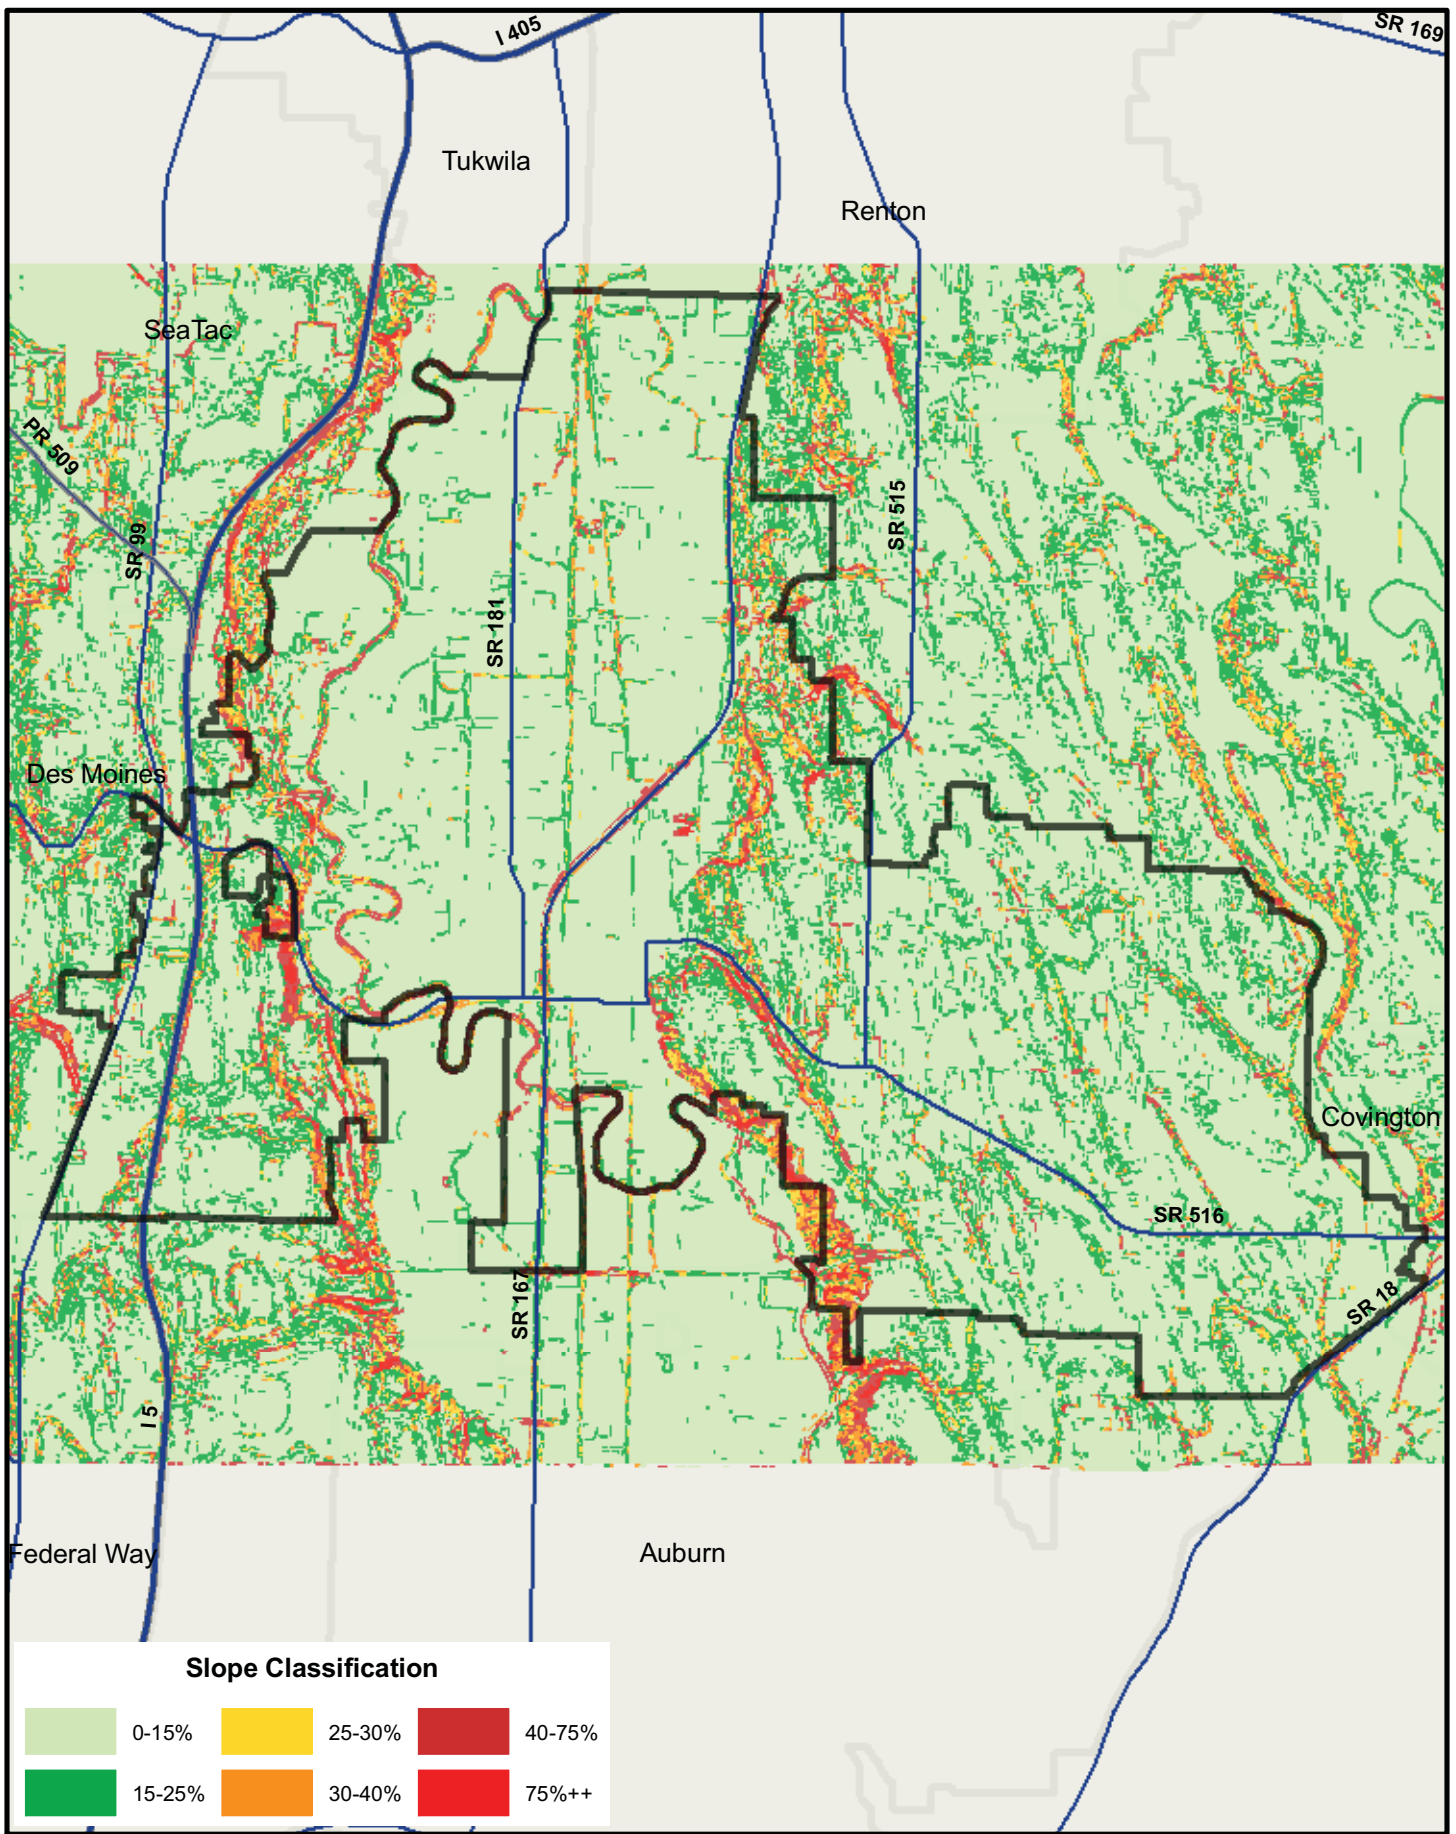 I 405
SR 169
Tukwila
Renton
SeaTac
PR 509
SR 99
SR 515
SR 181
Des Moines
Covington
SR 516
SR 167
SR 18
I 5
Federal Way
Auburn
Slope Classification
0-15%
25-30%
40-75%
15-25%
30-40%
75%++